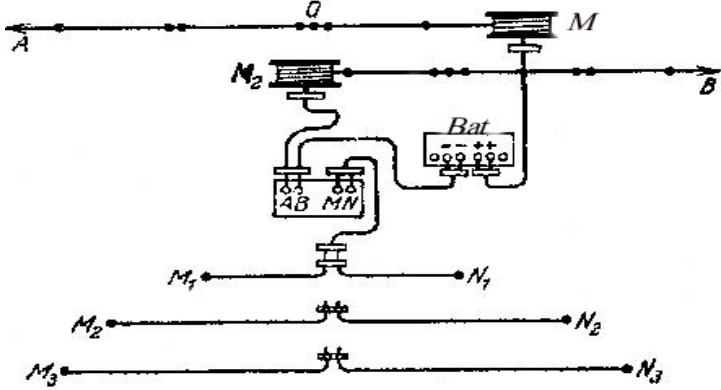 O
A
M
M₂
B
Bat
- - + +
AB MN
M₁ N₁
M₂ N₂
M₃ N₃